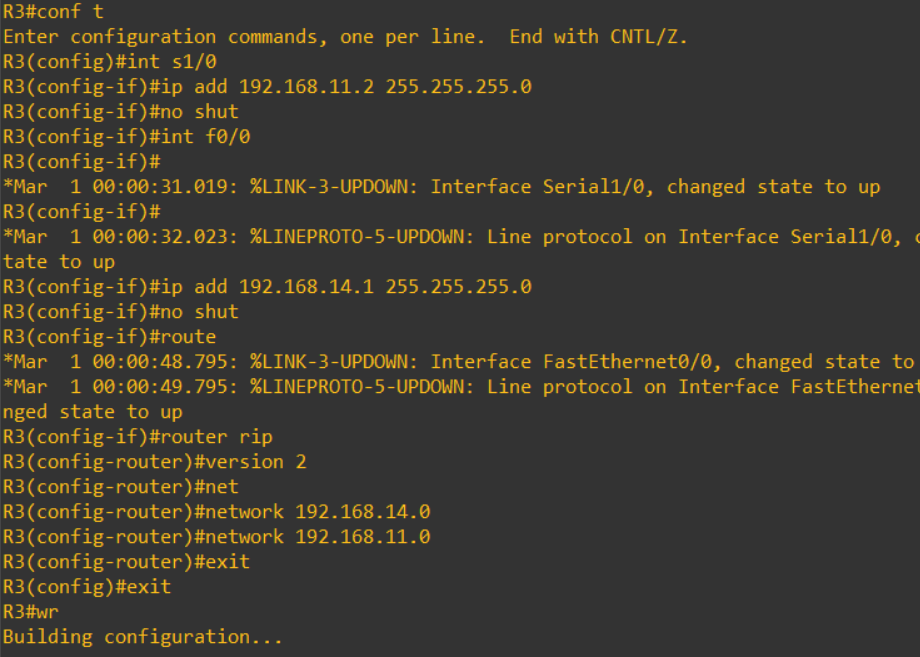 R3#conf t
Enter configuration commands, one per line.  End with CNTL/Z.
R3(config)#int s1/0
R3(config-if)#ip add 192.168.11.2 255.255.255.0
R3(config-if)#no shut
R3(config-if)#int f0/0
R3(config-if)#
*Mar  1 00:00:31.019: %LINK-3-UPDOWN: Interface Serial1/0, changed state to up
R3(config-if)#
*Mar  1 00:00:32.023: %LINEPROTO-5-UPDOWN: Line protocol on Interface Serial1/0,
tate to up
R3(config-if)#ip add 192.168.14.1 255.255.255.0
R3(config-if)#no shut
R3(config-if)#route
*Mar  1 00:00:48.795: %LINK-3-UPDOWN: Interface FastEthernet0/0, changed state to
*Mar  1 00:00:49.795: %LINEPROTO-5-UPDOWN: Line protocol on Interface FastEthernet
nged state to up
R3(config-if)#router rip
R3(config-router)#version 2
R3(config-router)#net
R3(config-router)#network 192.168.14.0
R3(config-router)#network 192.168.11.0
R3(config-router)#exit
R3(config)#exit
R3#wr
Building configuration...